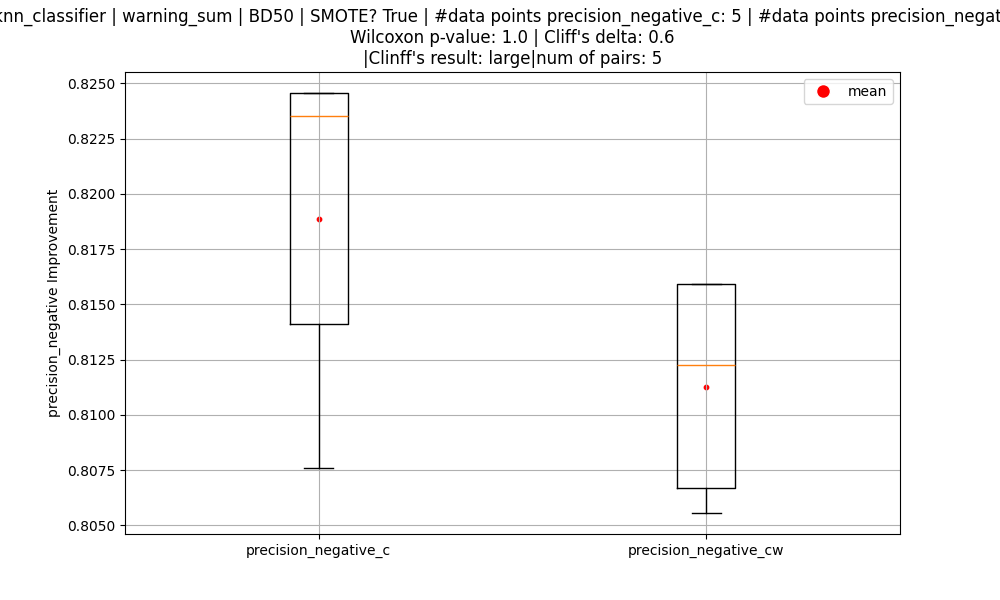 knn_classifier | warning_sum | BD50 | SMOTE? True | #data points precision_negative_c: 5 | #data points
Wilcoxon p-value: 1.0 | Cliff's delta: 0.6
|Clinff's result: large|num of pairs: 5
mean
0.8250
0.8225
0.8200
0.8175
0.8150
0.8125
0.8100
0.8075
0.8050
precision_negative Improvement
precision_negative_c
precision_negative_cw